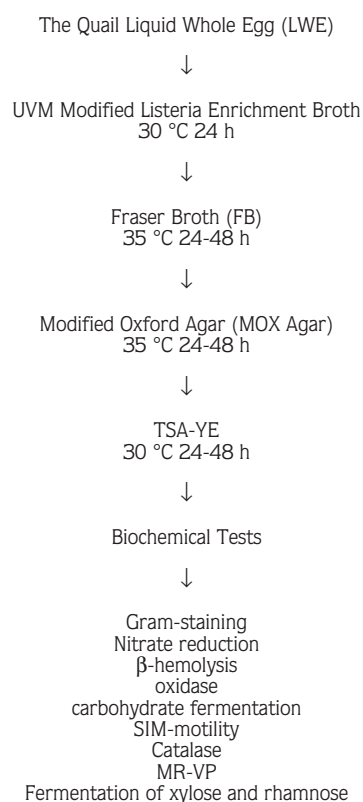 The Quail Liquid Whole Egg (LWE)
↓
UVM Modified Listeria Enrichment Broth
30 °C 24 h
↓
Fraser Broth (FB)
35 °C 24-48 h
↓
Modified Oxford Agar (MOX Agar)
35 °C 24-48 h
↓
TSA-YE
30 °C 24-48 h
↓
Biochemical Tests
↓
Gram-staining
Nitrate reduction
β-hemolysis
oxidase
carbohydrate fermentation
SIM-motility
Catalase
MR-VP
Fermentation of xylose and rhamnose